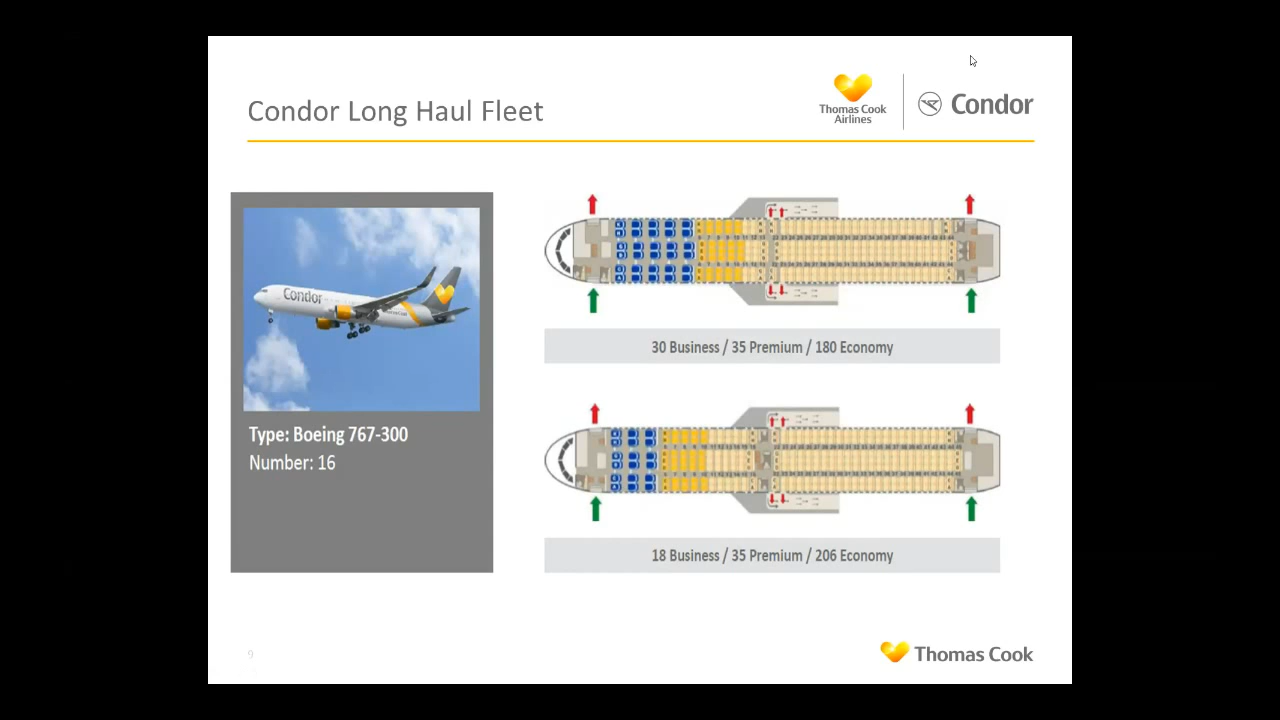 Condor Long Haul Fleet
Thomas Cook
Airlines
Condor
Condor
Type: Boeing 767-300
Number: 16
30 Business / 35 Premium / 180 Economy
18 Business / 35 Premium / 206 Economy
9
Thomas Cook